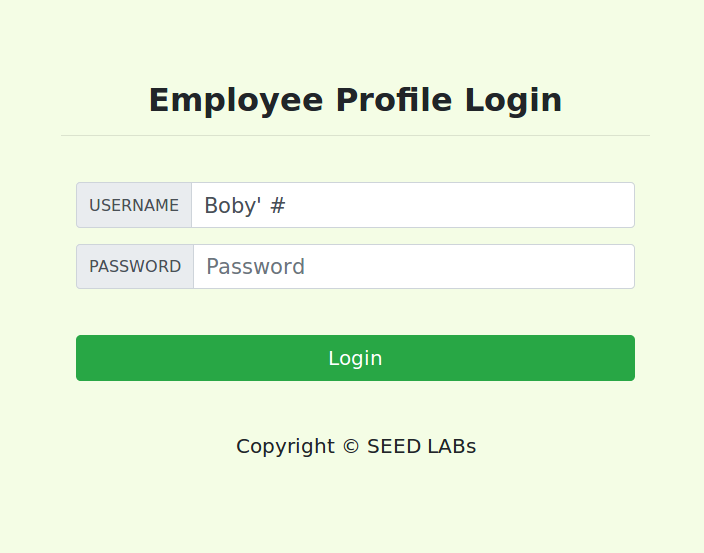 Employee Profile Login
USERNAME Boby' #
PASSWORD Password
Login
Copyright © SEED LABs